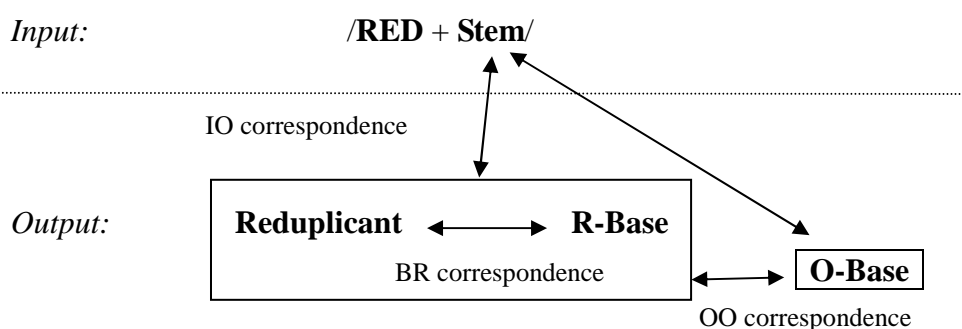 Input: /RED + Stem/
IO correspondence
Output: Reduplicant R-Base
BR correspondence O-Base
OO correspondence